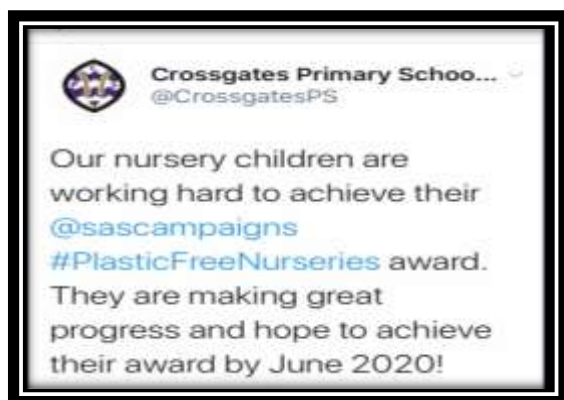 Crossgates Primary Schoo...
@CrossgatesPS
Our nursery children are
working hard to achieve their
@sascampaigns
#PlasticFreeNurseries award.
They are making great
progress and hope to achieve
their award by June 2020!